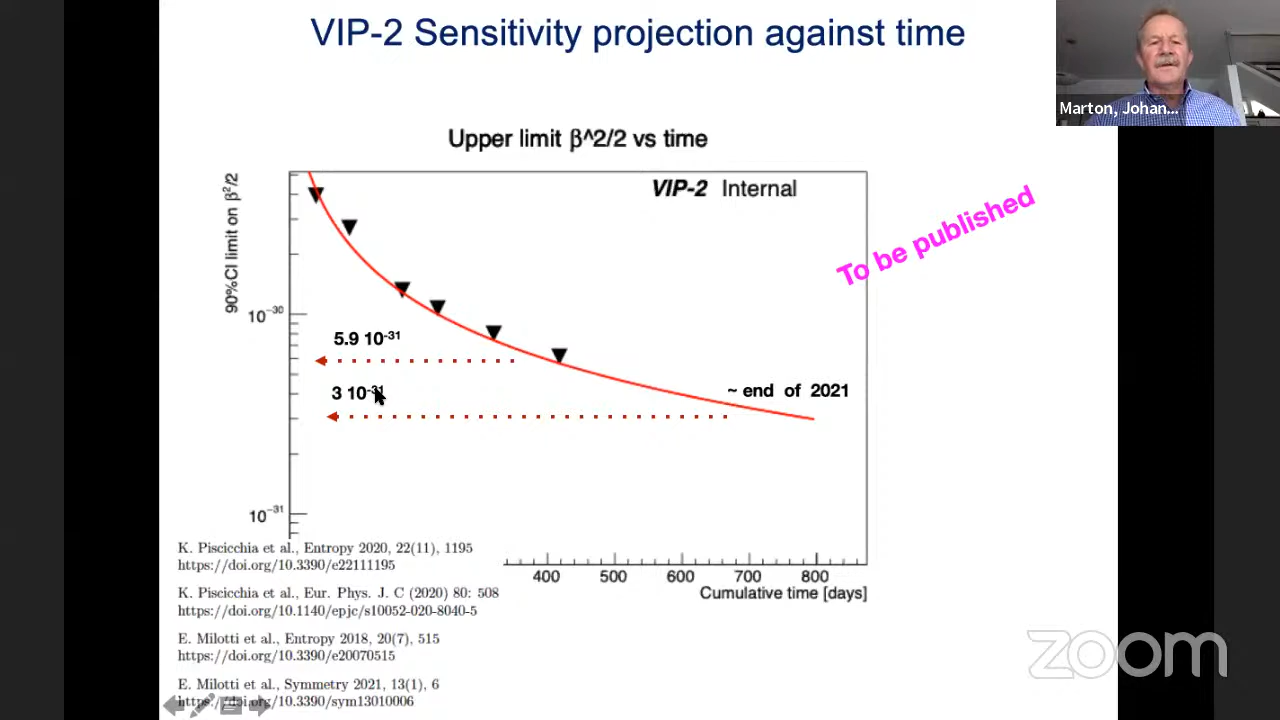 VIP-2 Sensitivity projection against time
Marton, Johan...
Upper limit β^2/2 vs time
VIP-2 Internal
To be published
90%Cl limit on β²/2
10⁻³⁰
5.9 10⁻³¹
3 10⁻³¹
~ end of 2021
10⁻³¹
400 500 600 700 800
Cumulative time [days]
K. Piscicchia et al., Entropy 2020, 22(11), 1195
https://doi.org/10.3390/e22111195
K. Piscicchia et al., Eur. Phys. J. C (2020) 80: 508
https://doi.org/10.1140/epjc/s10052-020-8040-5
E. Milotti et al., Entropy 2018, 20(7), 515
https://doi.org/10.3390/e20070515
E. Milotti et al., Symmetry 2021, 13(1), 6
https://doi.org/10.3390/sym13010006
zoom